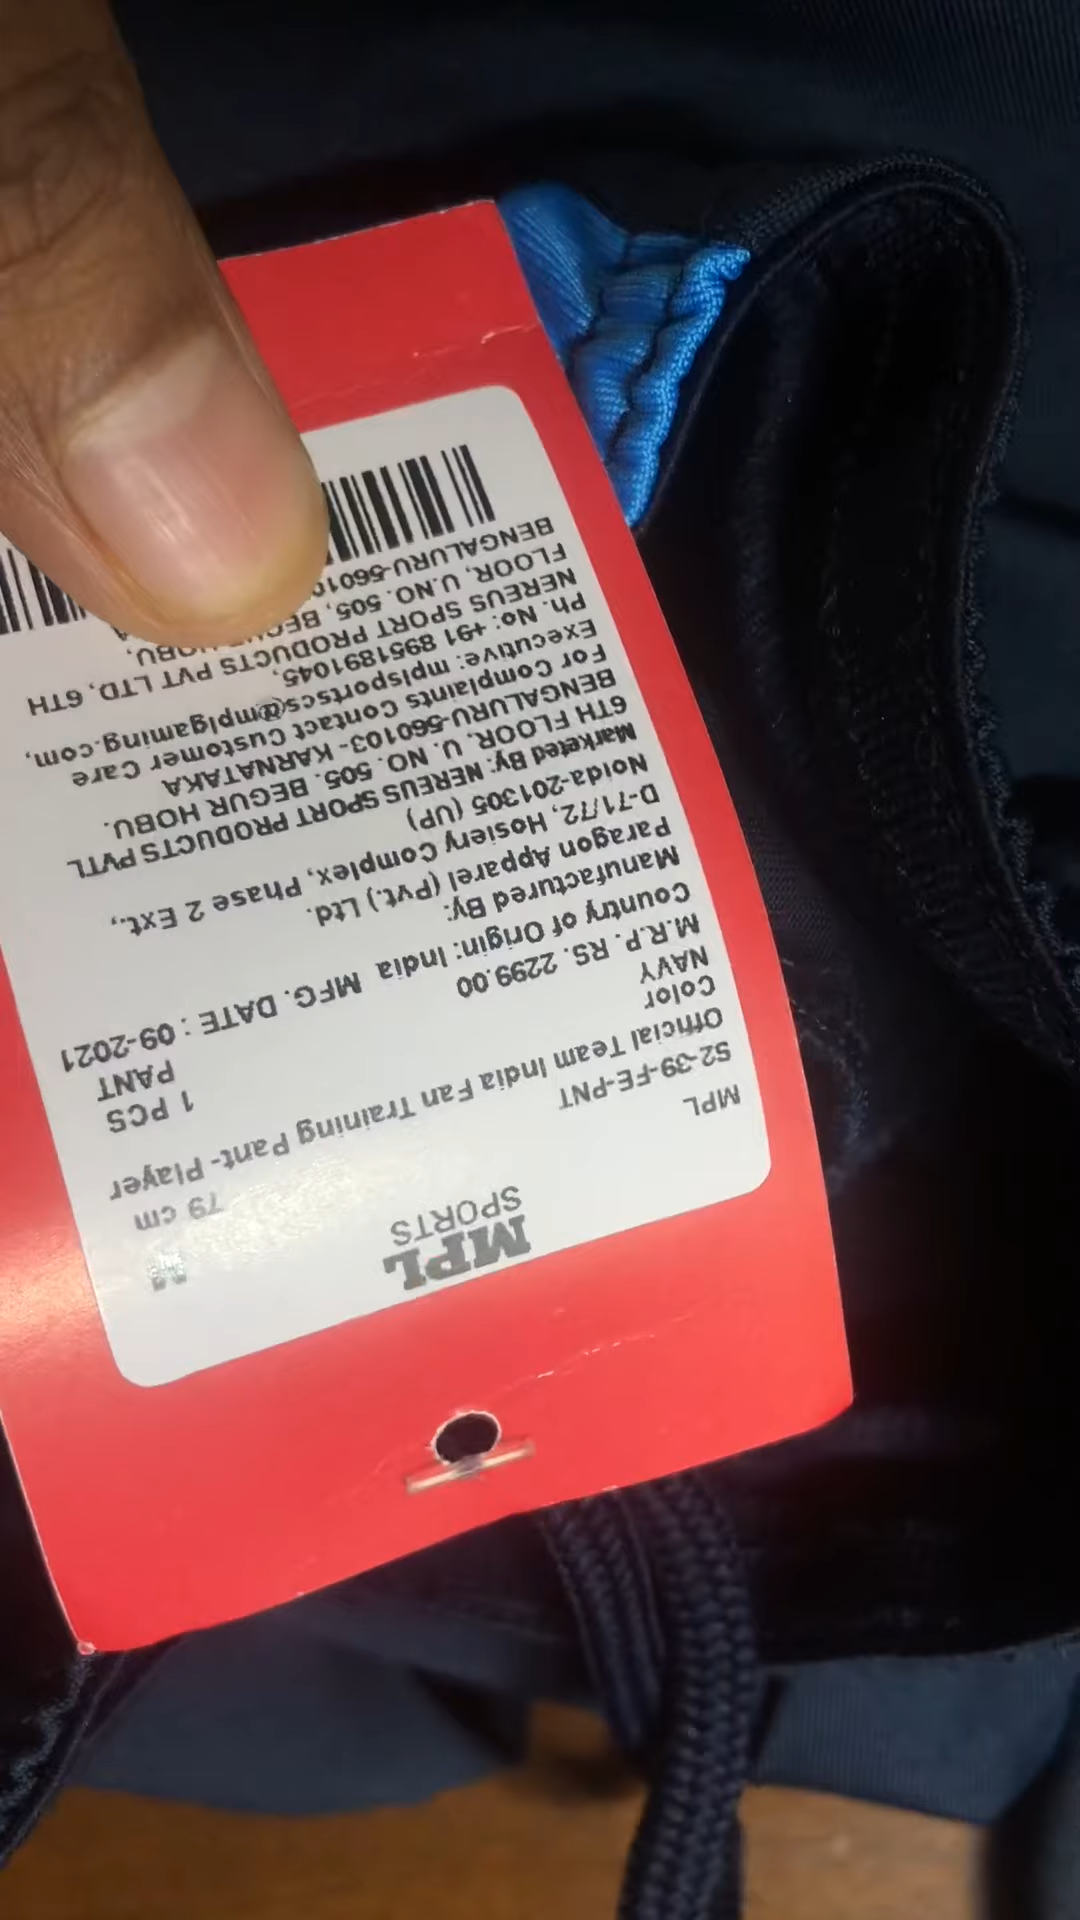 MPL
SPORTS
M
79 cm
MPL
S2-39-FE-PNT
Official Team India Fan Training Pant- Player
Color
NAVY
1 PCS
PANT
M.R.P. RS. 2299.00
Country of Origin: India MFG. DATE : 09-2021
Manufactured By:
Paragon Apparel (Pvt.) Ltd.
D-71/72, Hosiery Complex, Phase 2 Ext.,
Noida-201305 (UP)
Marketed By: NEREUS SPORT PRODUCTS PVTL
6TH FLOOR, U. NO. 505. BEGUR HOBU.
BENGALURU-560103- KARNATAKA
For Complaints Contact Customer Care
Executive: mplsportscs@mplgaming.com,
Ph. No: +91 8951891045,
NEREUS SPORT PRODUCTS PVT LTD, 6TH
FLOOR, U.NO. 505, HOBU,
BENGALURU-